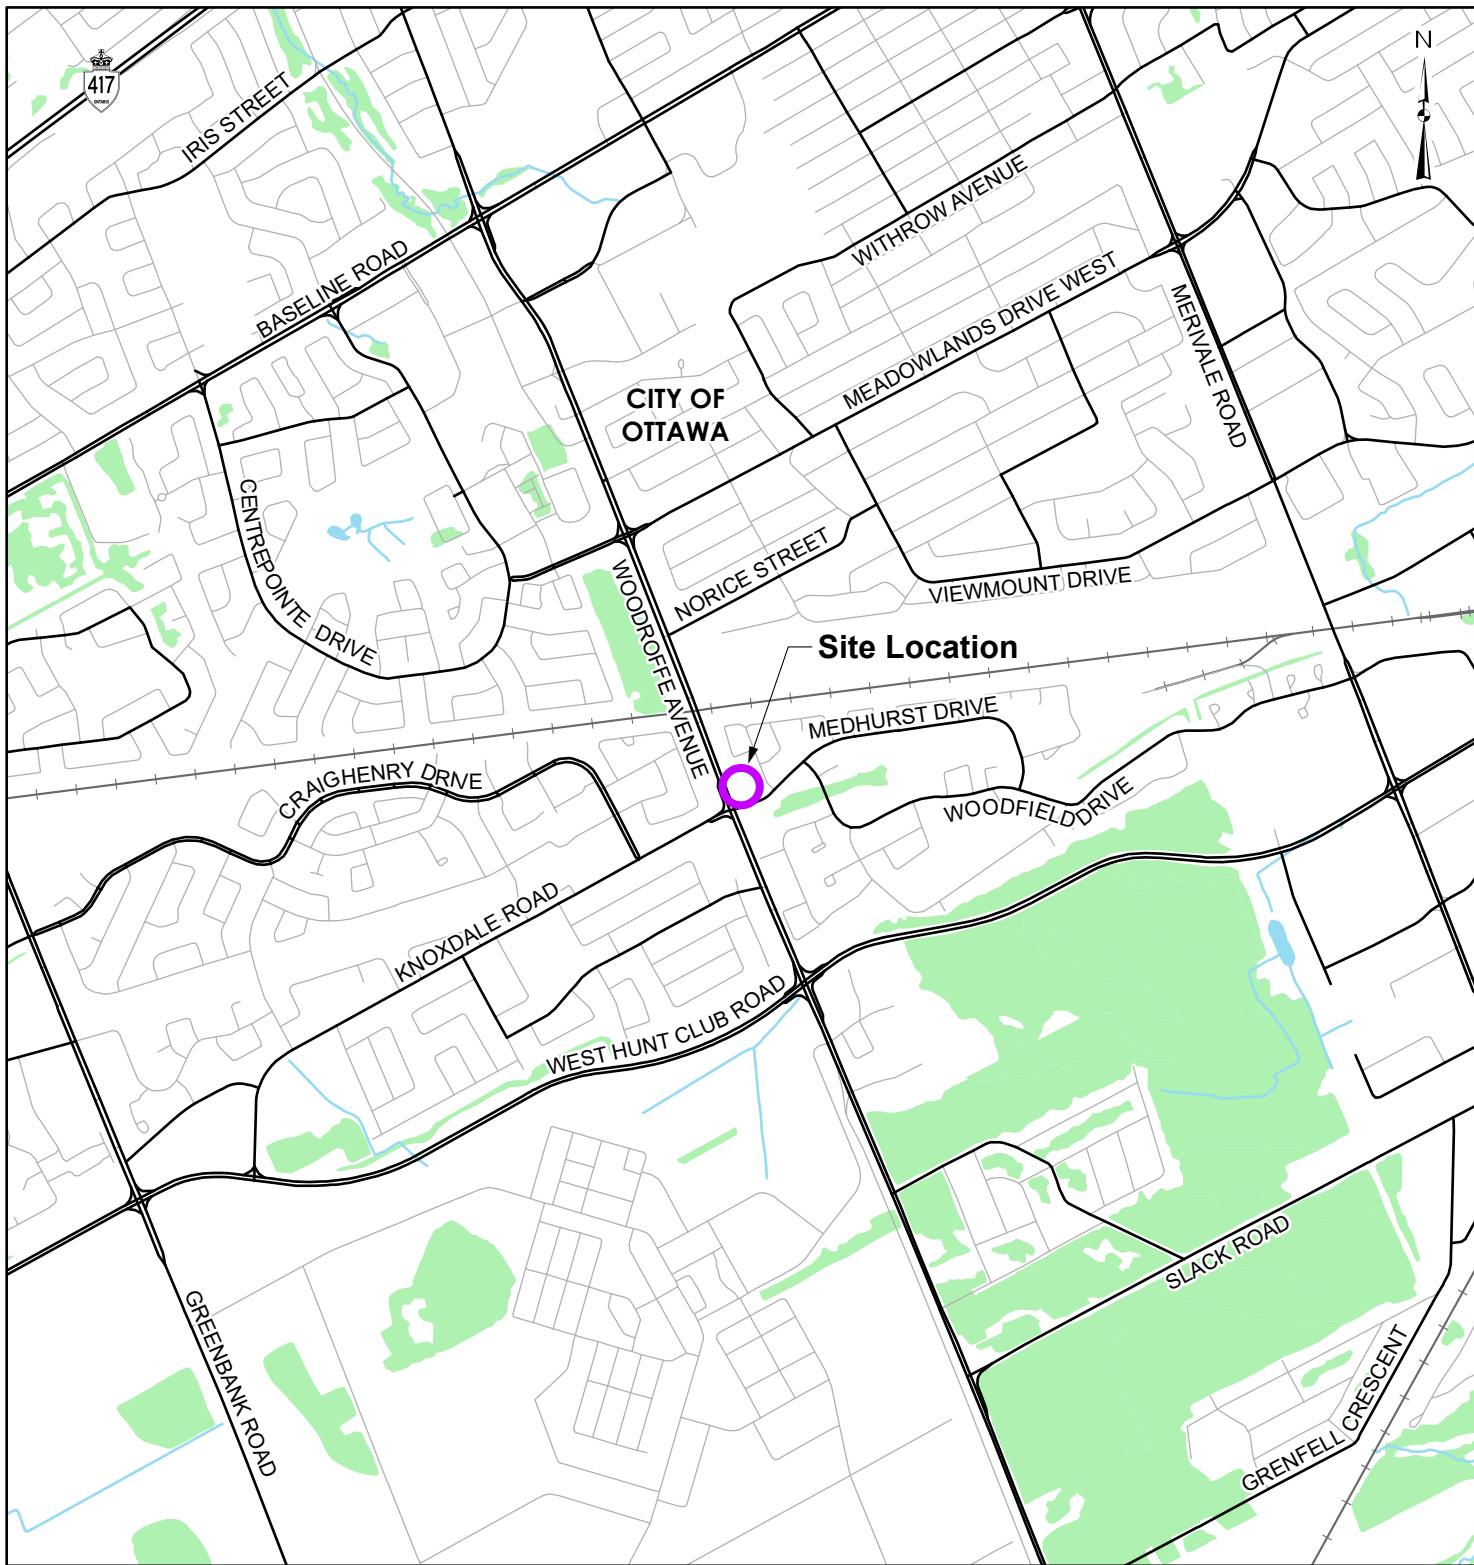 N
417
ONTARIO
IRIS STREET
WITHROW AVENUE
BASELINE ROAD
MEADOWLANDS DRIVE WEST
MERIVALE ROAD
CITY OF
OTTAWA
CENTREPOINTE DRIVE
NORICE STREET
VIEWMOUNT DRIVE
WOODROFFE AVENUE
Site Location
MEDHURST DRIVE
CRAIGHENRY DRIVE
WOODFIELD DRIVE
KNOXDALE ROAD
WEST HUNT CLUB ROAD
SLACK ROAD
GREENBANK ROAD
GRENFELL CRESCENT